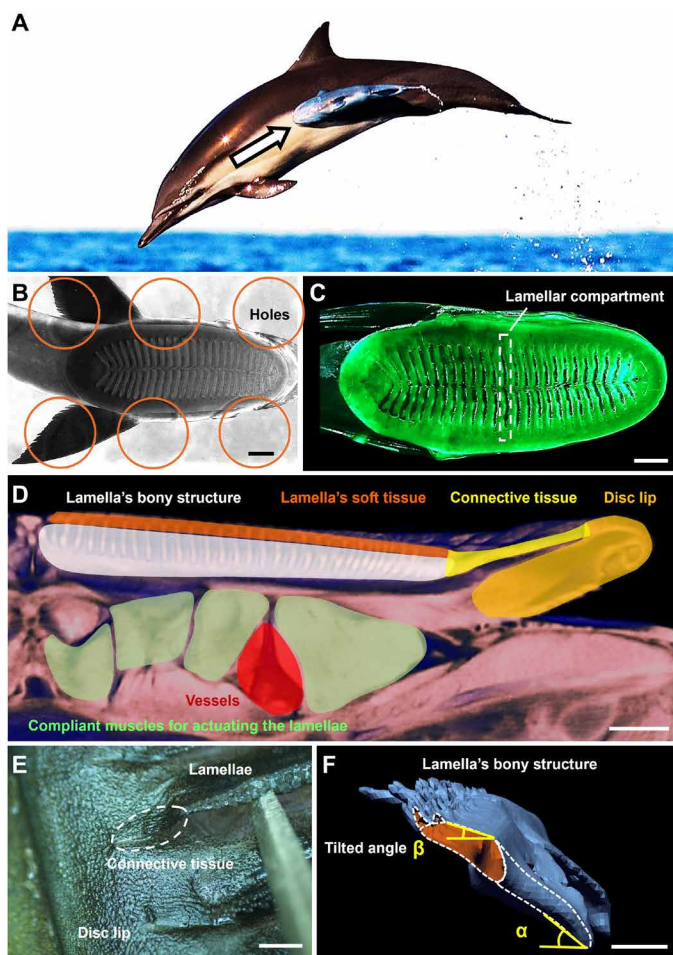 A
B
Holes
C
Lamellar compartment
D
Lamella's bony structure
Lamella's soft tissue
Connective tissue
Disc lip
Vessels
Compliant muscles for actuating the lamellae
E
Lamellae
Connective tissue
Disc lip
F
Lamella's bony structure
Tilted angle
β
α